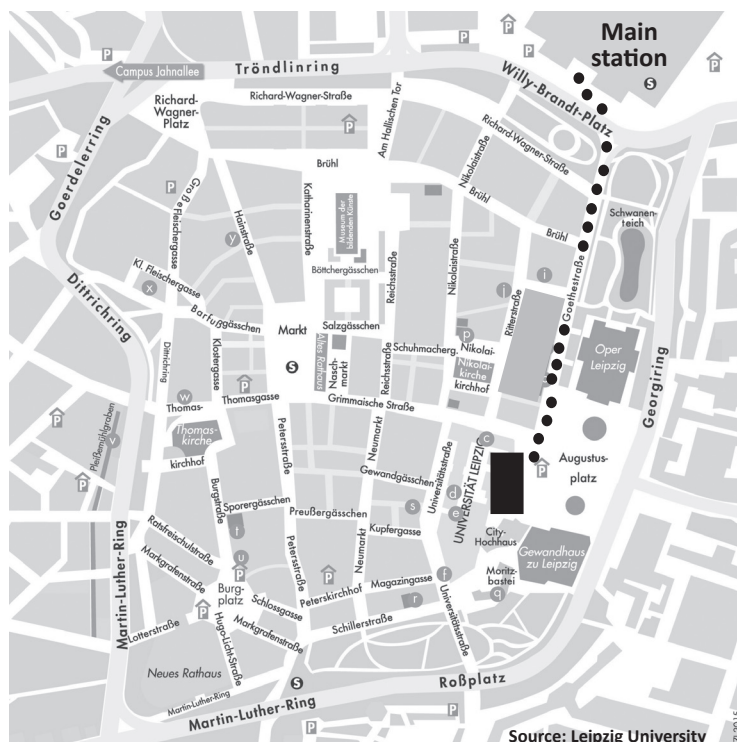 Main
station
S
P
P
P
P
Campus Jahnallee
Tröndlinring
Willy-Brandt-Platz
Richard-
Wagner-
Platz
Richard-Wagner-Straße
Am Hallischen Tor
Richard-Wagner-Straße
Goerdelerring
P
P
Brühl
Nikolaistraße
Brühl
Brühl
P
Große Fleischergasse
Hainstraße
y
Katharinenstraße
Museum der
bildenden Künste
Böttchergässchen
Reichsstraße
Nikolaistraße
Schwanen-
teich
Goethestraße
Ritterstraße
i
j
Kl. Fleischergasse
x
Barfußgässchen
Dittrichring
Markt
S
Salzgässchen
Altes Rathaus
Nasch-
markt
Reichsstraße
Schuhmacherg.
p
Nikolai-
Nikolai-
kirche
kirchhof
Oper
Leipzig
Georgiring
Dittrichring
Klostergasse
P
w
Thomas-
Thomasgasse
Grimmaische Straße
Thomas-
kirche
kirchhof
P
Pleißemühlgraben
v
Petersstraße
Neumarkt
Gewandgässchen
Universitätsstraße
c
UNIVERSITÄT LEIPZIG
P
Augustus-
platz
d
e
s
Burgstraße
Sporergässchen
Preußergässchen
Kupfergasse
t
u
City-
Hochhaus
Gewandhaus
zu Leipzig
Ratsfreischulstraße
Markgrafenstraße
Petersstraße
Neumarkt
Moritz-
bastei
q
f
P
P
Burg-
platz
Schlossgasse
Peterskirchhof
Magazingasse
r
Universitätsstraße
Martin-Luther-Ring
P
Lotterstraße
Hugo-Licht-Straße
Markgrafenstraße
Schillerstraße
Neues Rathaus
Martin-Luther-Ring
S
Roßplatz
Martin-Luther-Ring
P
P
P
Source: Leipzig University